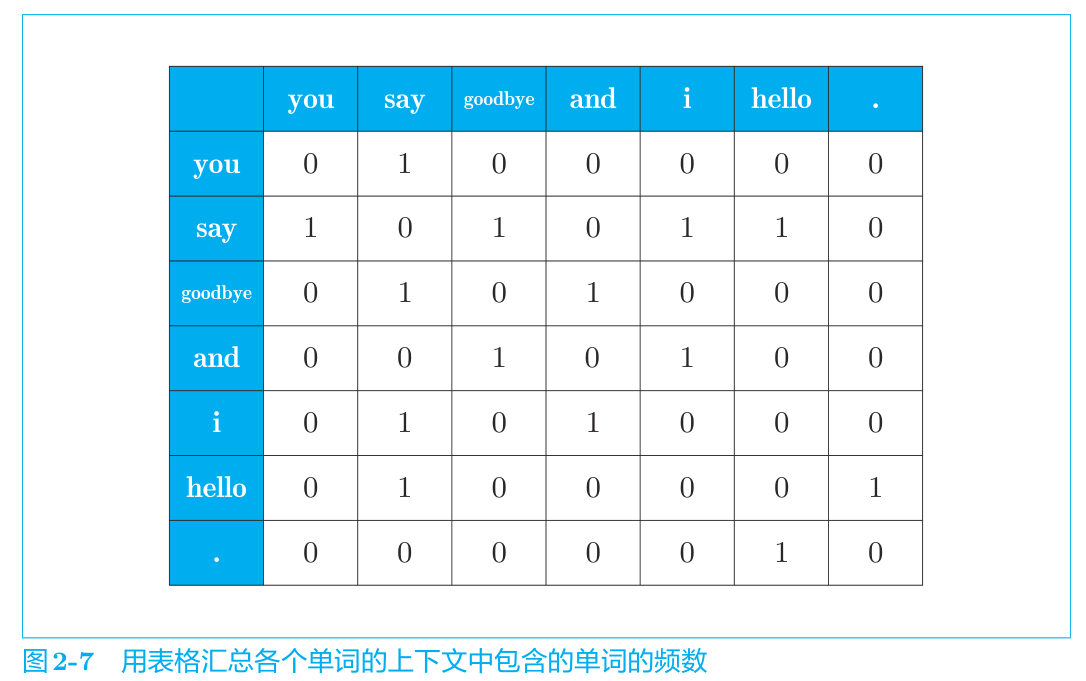 you say goodbye and i hello .
you 0 1 0 0 0 0 0
say 1 0 1 0 1 1 0
goodbye 0 1 0 1 0 0 0
and 0 0 1 0 1 0 0
i 0 1 0 1 0 0 0
hello 0 1 0 0 0 0 1
. 0 0 0 0 0 1 0
图2-7 用表格汇总各个单词的上下文中包含的单词的频数